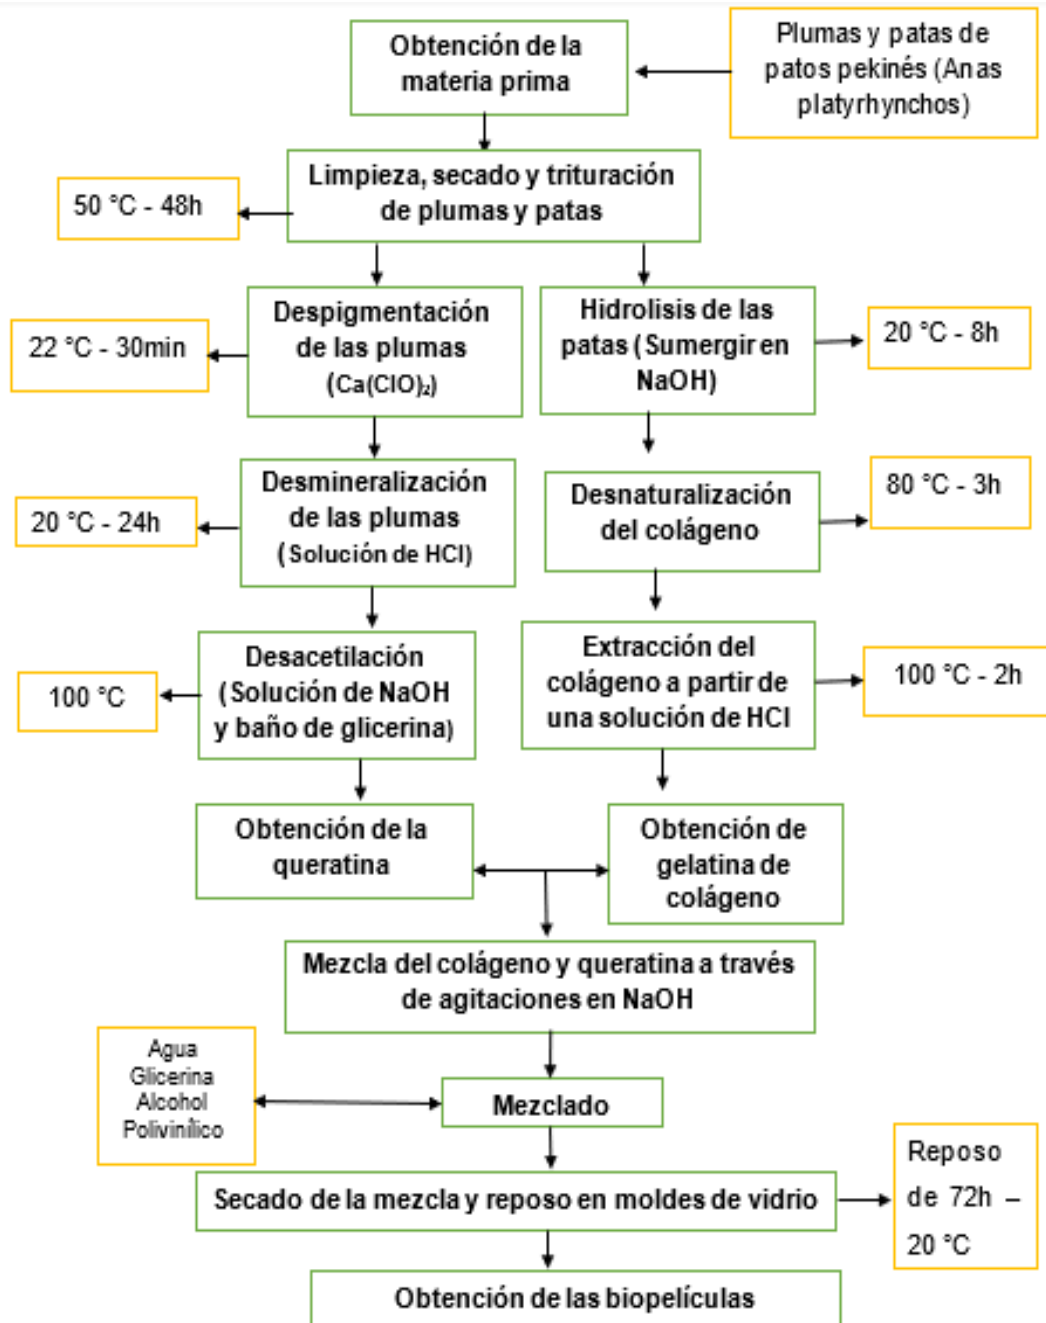 Obtención de la
materia prima
Plumas y patas de
patos pekinés (Anas
platyrhynchos)
Limpieza, secado y trituración
de plumas y patas
50 °C - 48h
Despigmentación
de las plumas
(Ca(ClO)₂)
22 °C - 30min
Hidrolisis de las
patas (Sumergir en
NaOH)
20 °C - 8h
Desmineralización
de las plumas
(Solución de HCl)
20 °C - 24h
Desnaturalización
del colágeno
80 °C - 3h
Desacetilación
(Solución de NaOH
y baño de glicerina)
100 °C
Extracción del
colágeno a partir de
una solución de HCl
100 °C - 2h
Obtención de la
queratina
Obtención de
gelatina de
colágeno
Mezcla del colágeno y queratina a través
de agitaciones en NaOH
Agua
Glicerina
Alcohol
Polivinílico
Mezclado
Secado de la mezcla y reposo en moldes de vidrio
Reposo
de 72h –
20 °C
Obtención de las biopelículas